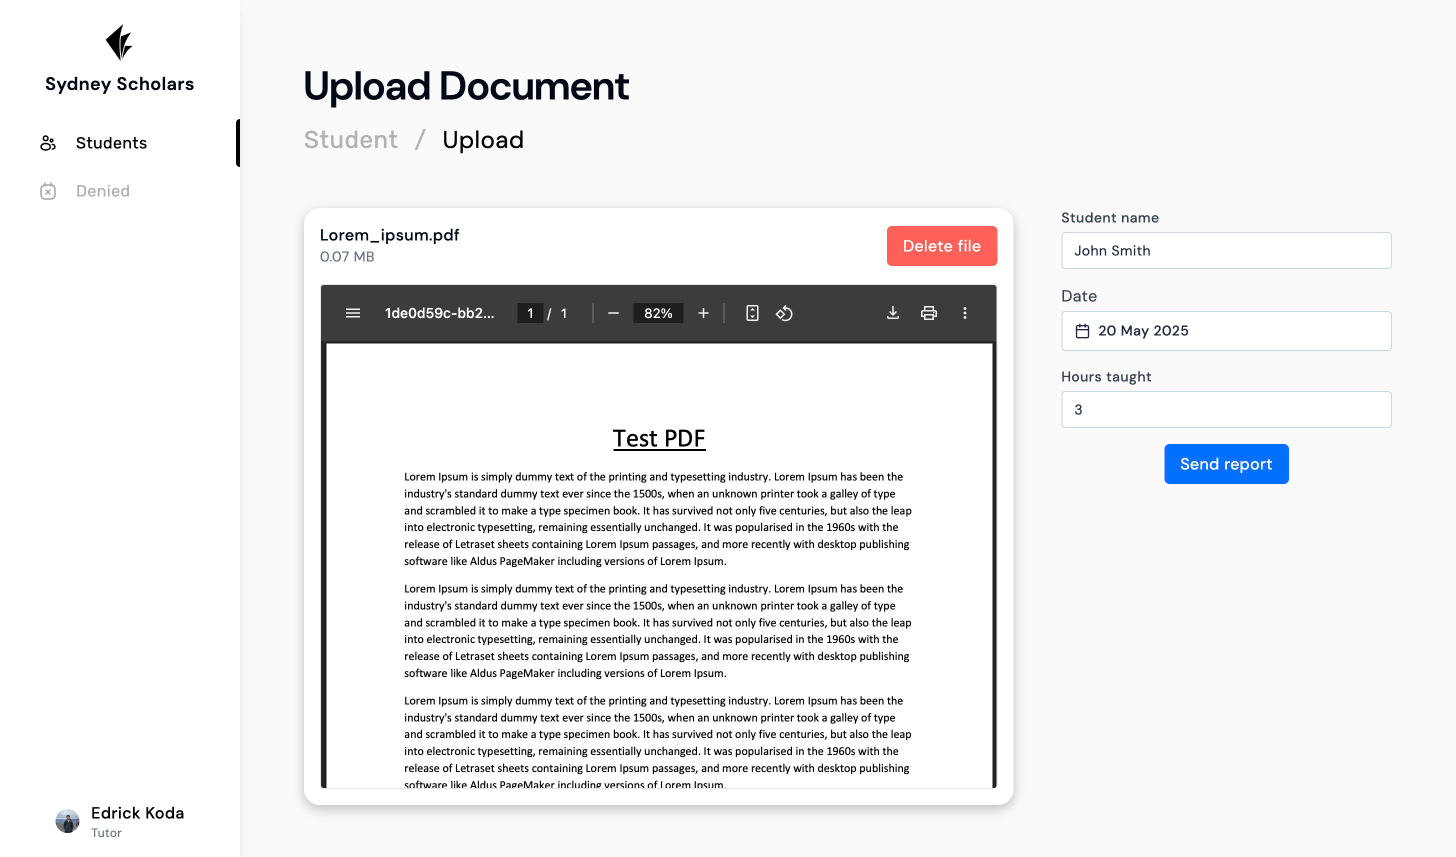 Sydney Scholars
Students
Denied
Edrick Koda
Tutor
Upload Document
Student / Upload
Lorem_ipsum.pdf
0.07 MB
Delete file
1de0d59c-bb2... 1 / 1 82%
Test PDF
Lorem Ipsum is simply dummy text of the printing and typesetting industry. Lorem Ipsum has been the
industry's standard dummy text ever since the 1500s, when an unknown printer took a galley of type
and scrambled it to make a type specimen book. It has survived not only five centuries, but also the leap
into electronic typesetting, remaining essentially unchanged. It was popularised in the 1960s with the
release of Letraset sheets containing Lorem Ipsum passages, and more recently with desktop publishing
software like Aldus PageMaker including versions of Lorem Ipsum.
Lorem Ipsum is simply dummy text of the printing and typesetting industry. Lorem Ipsum has been the
industry's standard dummy text ever since the 1500s, when an unknown printer took a galley of type
and scrambled it to make a type specimen book. It has survived not only five centuries, but also the leap
into electronic typesetting, remaining essentially unchanged. It was popularised in the 1960s with the
release of Letraset sheets containing Lorem Ipsum passages, and more recently with desktop publishing
software like Aldus PageMaker including versions of Lorem Ipsum.
Lorem Ipsum is simply dummy text of the printing and typesetting industry. Lorem Ipsum has been the
industry's standard dummy text ever since the 1500s, when an unknown printer took a galley of type
and scrambled it to make a type specimen book. It has survived not only five centuries, but also the leap
into electronic typesetting, remaining essentially unchanged. It was popularised in the 1960s with the
release of Letraset sheets containing Lorem Ipsum passages, and more recently with desktop publishing
software like Aldus PageMaker including versions of Lorem Ipsum.
Student name
John Smith
Date
20 May 2025
Hours taught
3
Send report